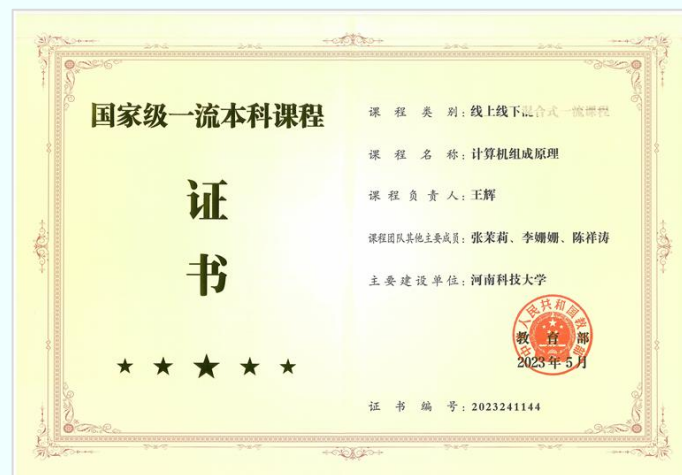 国家级一流本科课程
证
书
课程类别：线上线下混合式一流课程
课程名称：计算机组成原理
课程负责人：王辉
课程团队其他主要成员：张茉莉、李姗姗、陈祥涛
主要建设单位：河南科技大学
中华人民共和国教育部
教育部
2023年5月
证书编号：2023241144